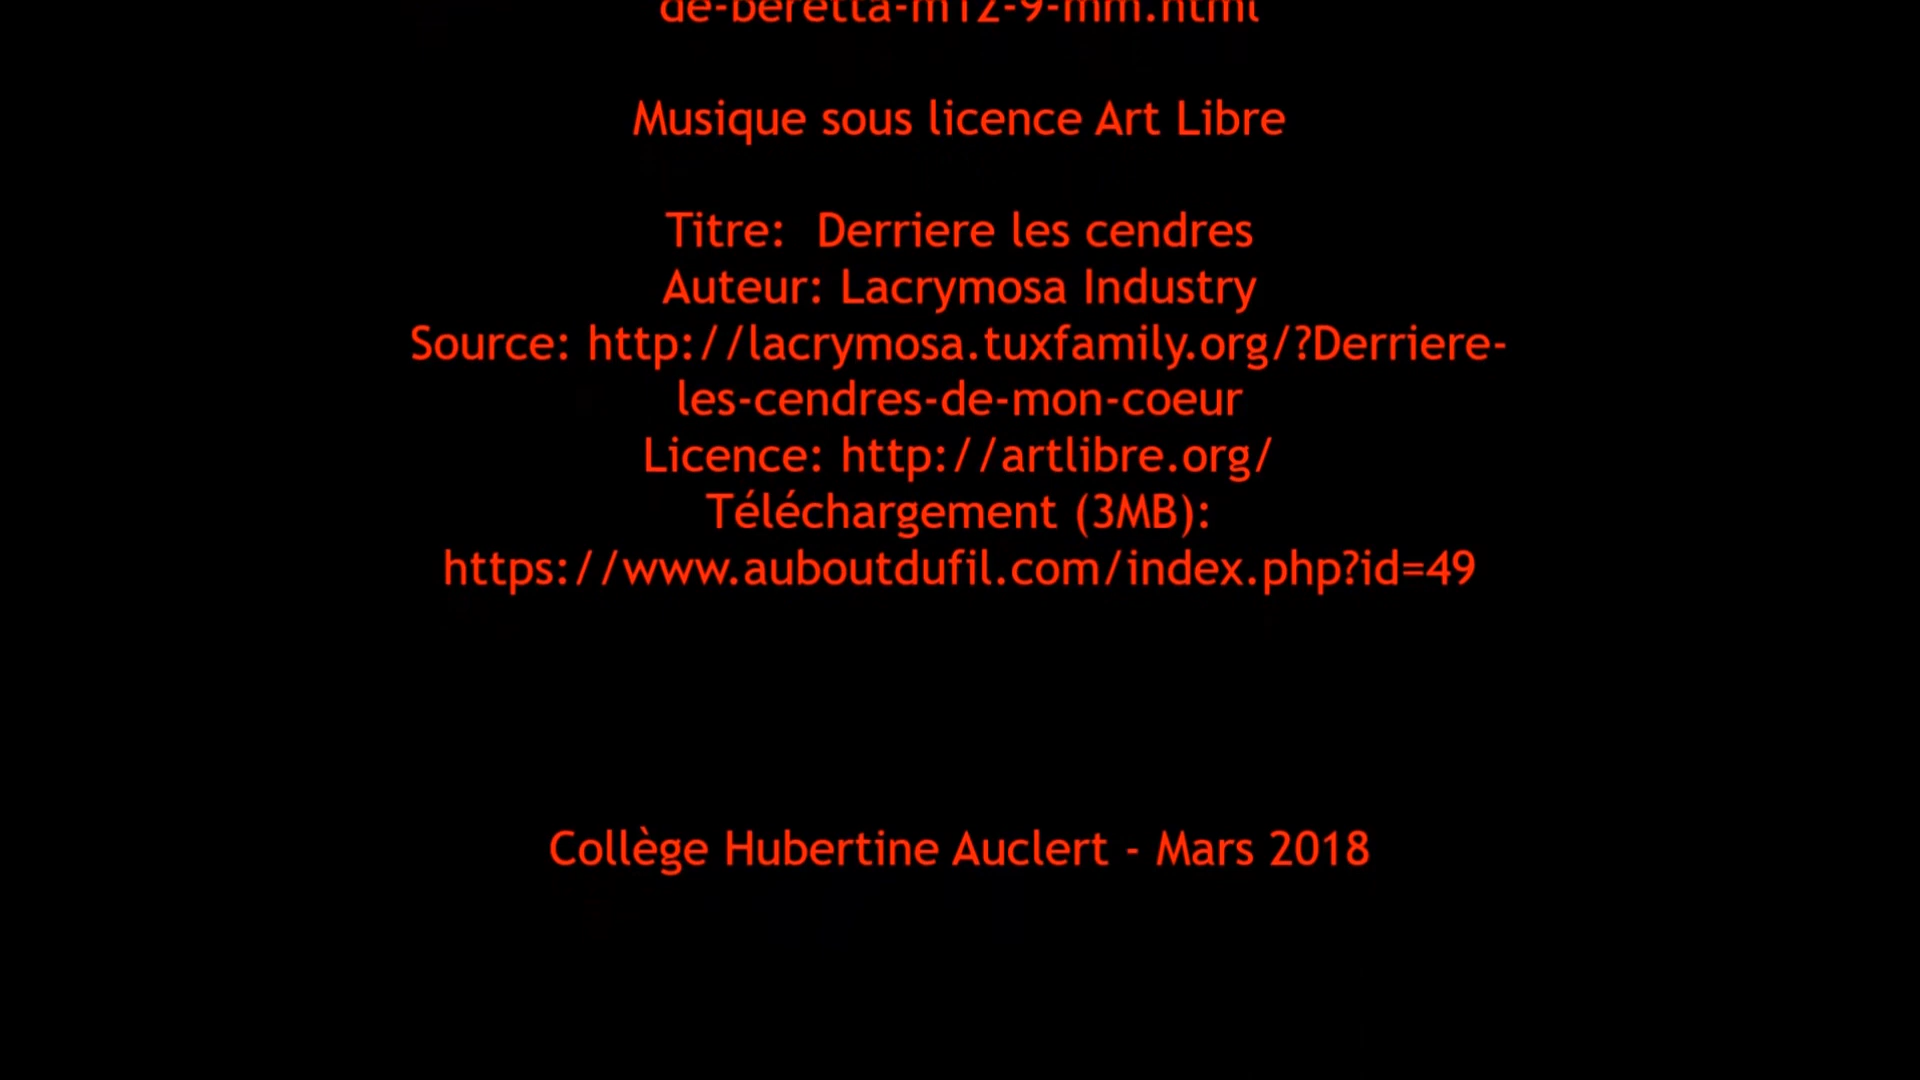 de-beretta-m12-9-mm.html
Musique sous licence Art Libre
Titre:  Derriere les cendres
Auteur: Lacrymosa Industry
Source: http://lacrymosa.tuxfamily.org/?Derriere-
les-cendres-de-mon-coeur
Licence: http://artlibre.org/
Téléchargement (3MB):
https://www.auboutdufil.com/index.php?id=49
Collège Hubertine Auclert - Mars 2018